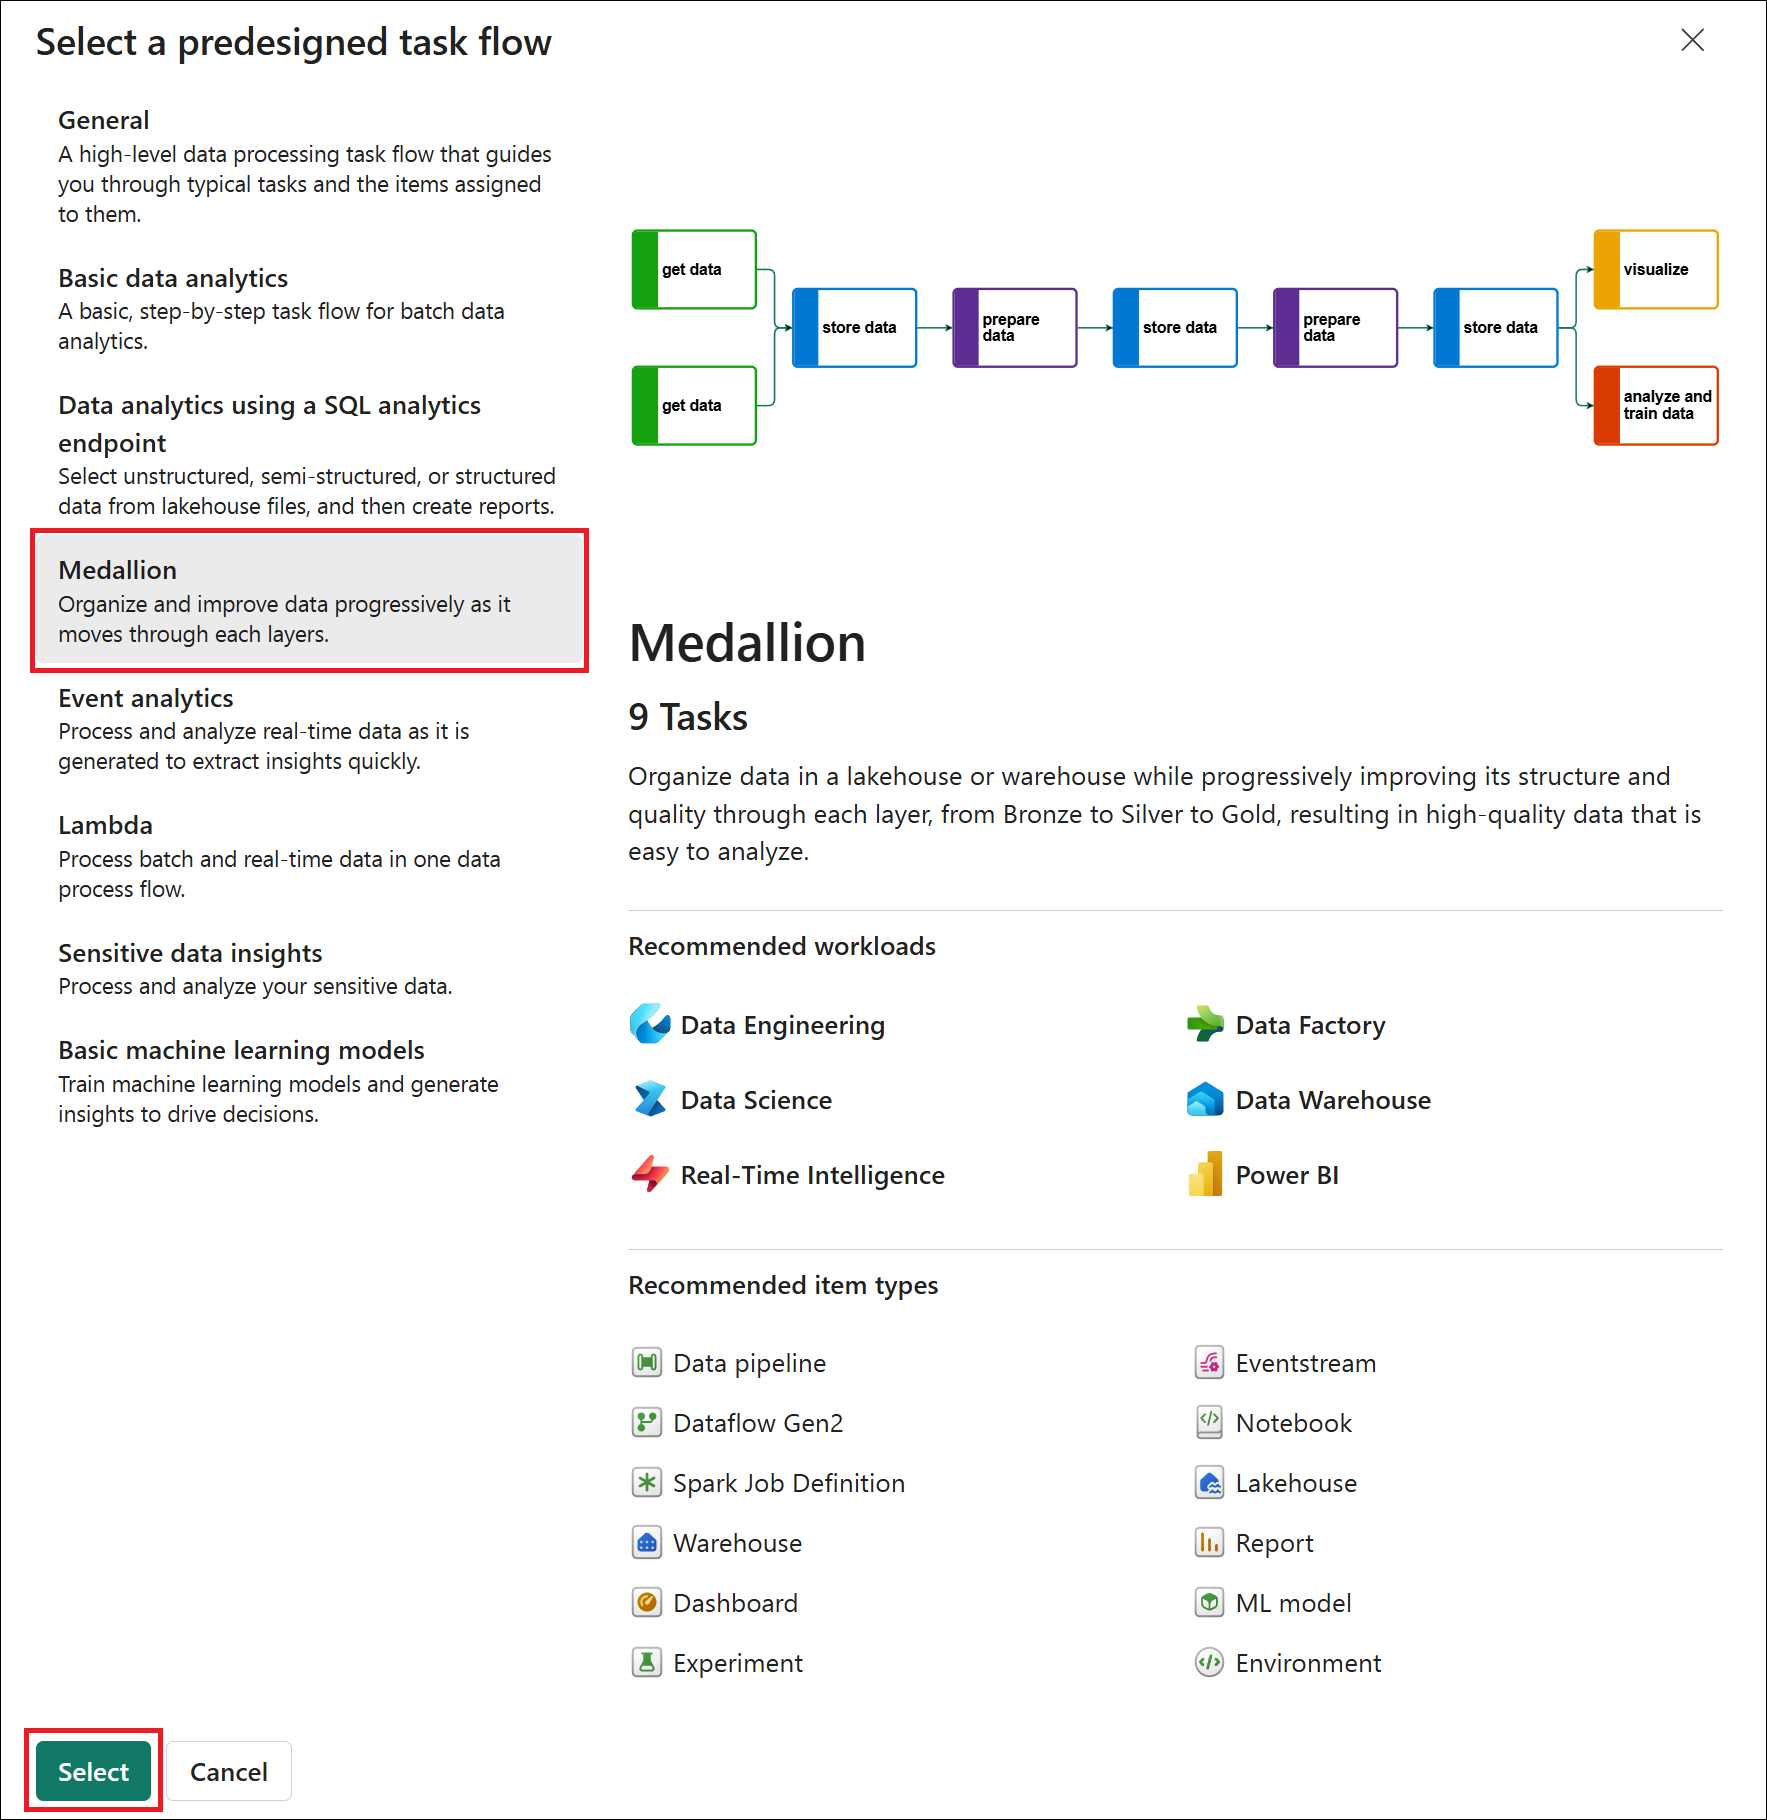 Select a predesigned task flow
General
A high-level data processing task flow that guides
you through typical tasks and the items assigned
to them.
Basic data analytics
A basic, step-by-step task flow for batch data
analytics.
Data analytics using a SQL analytics
endpoint
Select unstructured, semi-structured, or structured
data from lakehouse files, and then create reports.
Medallion
Organize and improve data progressively as it
moves through each layers.
Event analytics
Process and analyze real-time data as it is
generated to extract insights quickly.
Lambda
Process batch and real-time data in one data
process flow.
Sensitive data insights
Process and analyze your sensitive data.
Basic machine learning models
Train machine learning models and generate
insights to drive decisions.
get data
get data
store data
prepare
data
store data
prepare
data
store data
visualize
analyze and
train data
Medallion
9 Tasks
Organize data in a lakehouse or warehouse while progressively improving its structure and
quality through each layer, from Bronze to Silver to Gold, resulting in high-quality data that is
easy to analyze.
Recommended workloads
Data Engineering
Data Factory
Data Science
Data Warehouse
Real-Time Intelligence
Power BI
Recommended item types
Data pipeline
Eventstream
Dataflow Gen2
Notebook
Spark Job Definition
Lakehouse
Warehouse
Report
Dashboard
ML model
Experiment
Environment
Select
Cancel